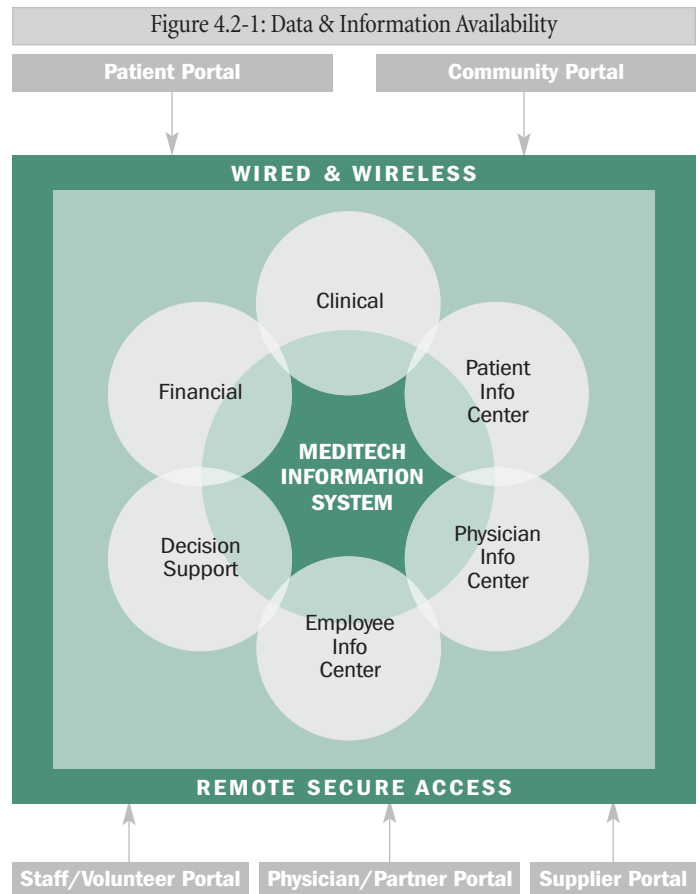 Figure 4.2-1: Data & Information Availability
Patient Portal
Community Portal
WIRED & WIRELESS
Clinical
Financial
Patient
Info
Center
MEDITECH
INFORMATION
SYSTEM
Decision
Support
Physician
Info
Center
Employee
Info
Center
REMOTE SECURE ACCESS
Staff/Volunteer Portal
Physician/Partner Portal
Supplier Portal